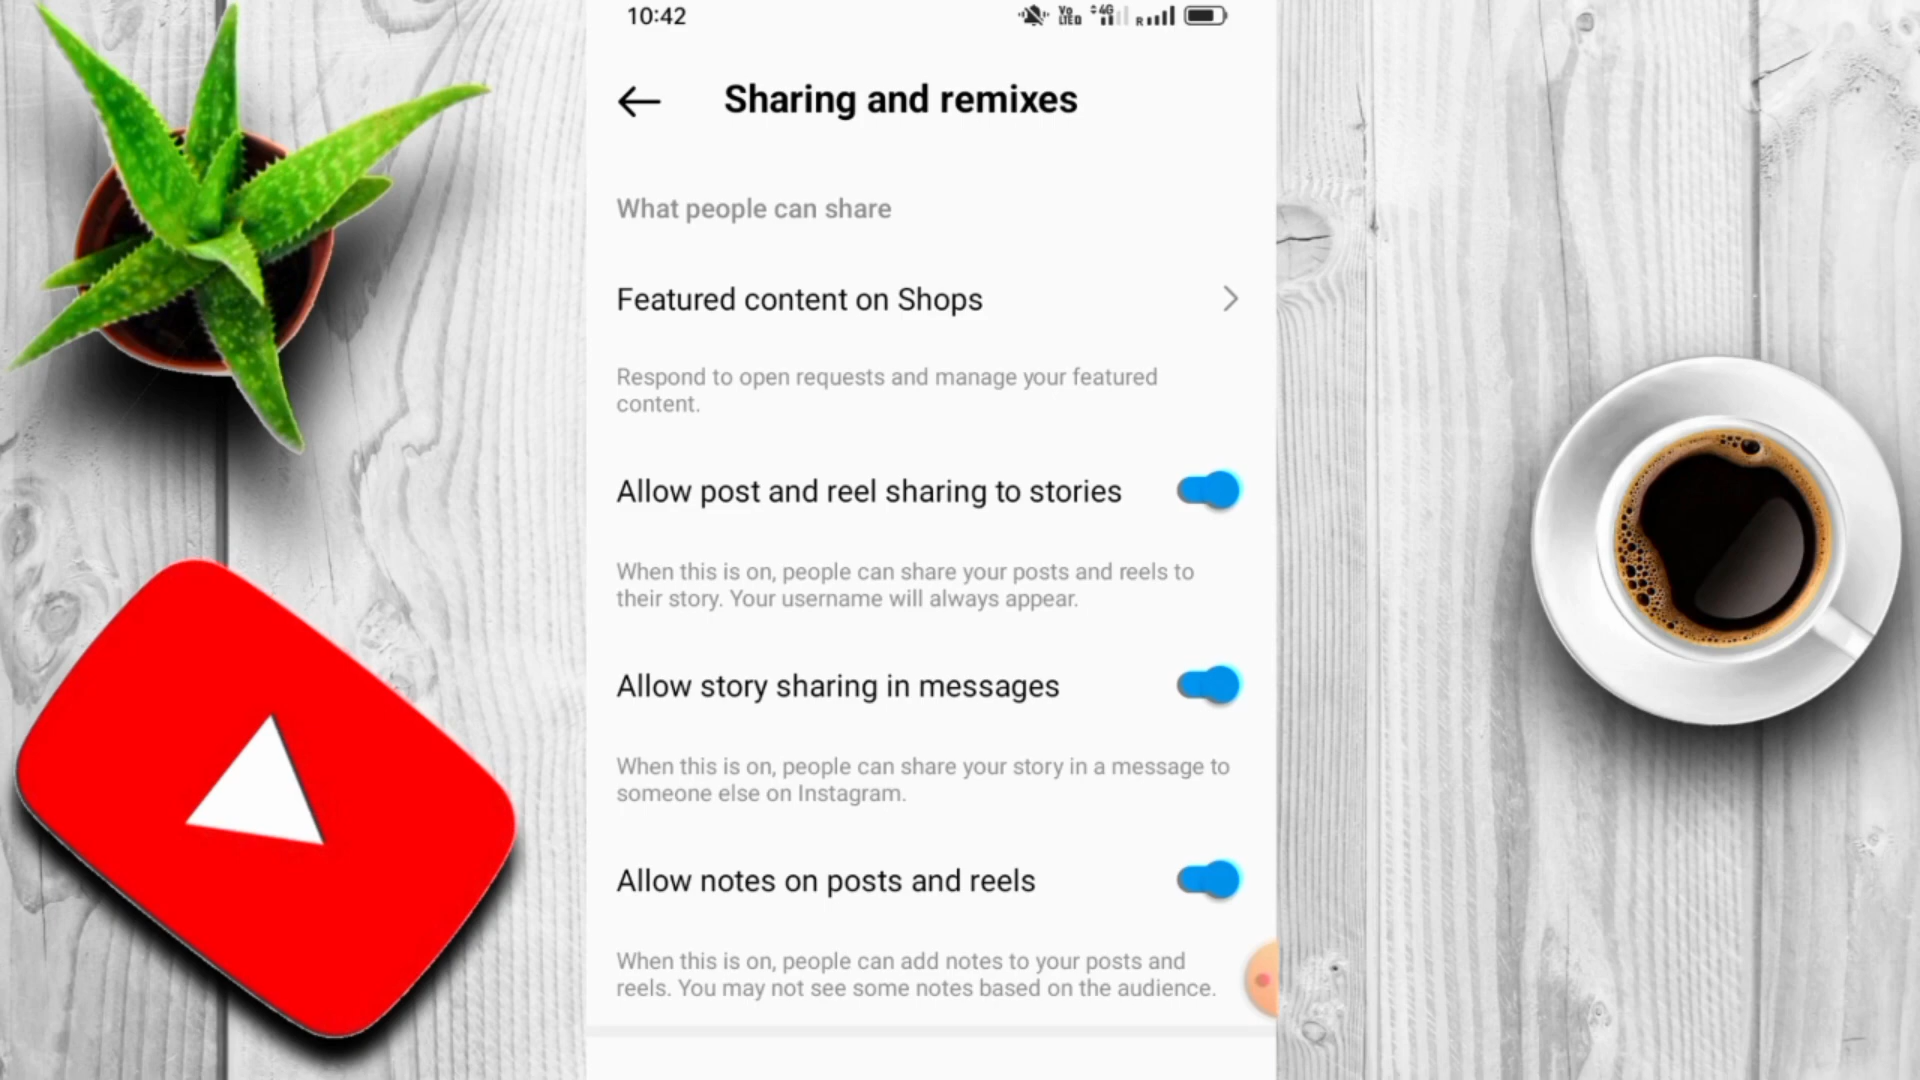 10:42
Vo LTED 4G R
Sharing and remixes
What people can share
Featured content on Shops
Respond to open requests and manage your featured
content.
Allow post and reel sharing to stories
When this is on, people can share your posts and reels to
their story. Your username will always appear.
Allow story sharing in messages
When this is on, people can share your story in a message to
someone else on Instagram.
Allow notes on posts and reels
When this is on, people can add notes to your posts and
reels. You may not see some notes based on the audience.